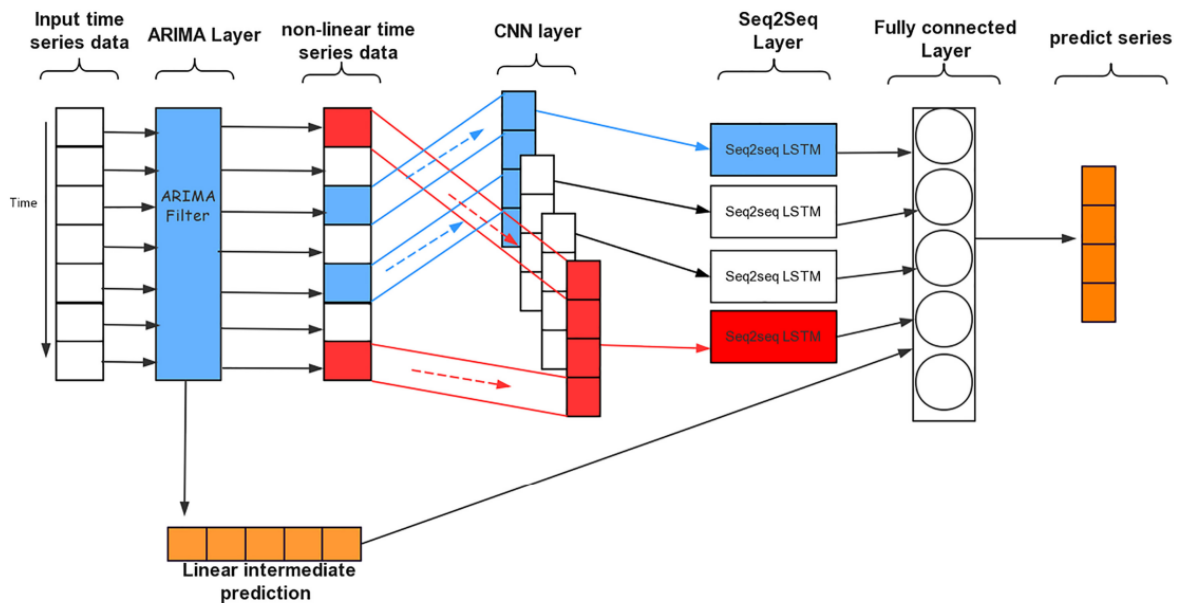 Input time
series data
ARIMA Layer
non-linear time
series data
CNN layer
Seq2Seq
Layer
Fully connected
Layer
predict series
Time
ARIMA
Filter
Seq2seq LSTM
Seq2seq LSTM
Seq2seq LSTM
Seq2seq LSTM
Linear intermediate
prediction